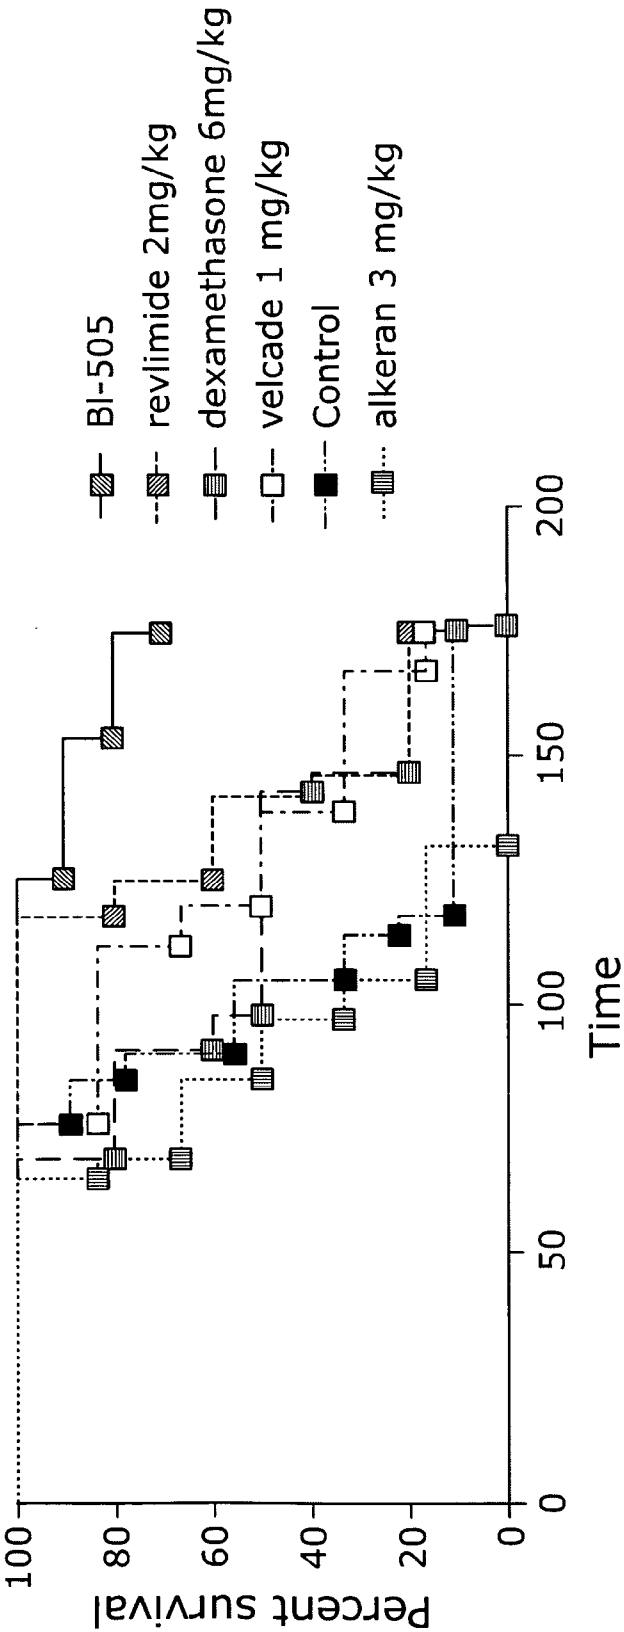 Percent survival
100
80
60
40
20
0
0
50
100
150
200
Time
BI-505
revlimide 2mg/kg
dexamethasone 6mg/kg
velcade 1 mg/kg
Control
alkeran 3 mg/kg